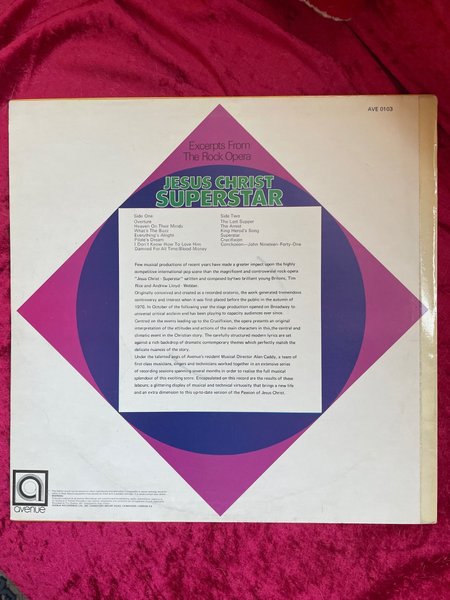 AVE 0103
Excerpts From
The Rock Opera
JESUS CHRIST
SUPERSTAR
Side One
Overture
Heaven On Their Minds
What's The Buzz
Everything's Alright
Pilate's Dream
I Don't Know How To Love Him
Damned For All Time/Blood Money
Side Two
The Last Supper
The Arrest
King Herod's Song
Superstar
Crucifixion
Conclusion—John Nineteen Forty-One
Few musical productions of recent years have made a greater impact upon the highly
competitive international pop scene than the magnificent and controversial rock opera
"Jesus Christ - Superstar" written and composed by two brilliant young Britons, Tim
Rice and Andrew Lloyd - Webber.
Originally conceived and created as a recorded oratorio, the work generated tremendous
controversy and interest when it was first placed before the public in the autumn of
1970. In October of the following year the stage production opened on Broadway to
universal critical acclaim and has been playing to capacity audiences ever since.
Centred on the events leading up to the Crucifixion, the opera presents an original
interpretation of the attitudes and actions of the main characters in this, the central and
dramatic event in the Christian story. The carefully structured modern lyrics are set
against a rich backdrop of dramatic contemporary themes which perfectly exploit the
delicate nuances of the story.
Under the talented aegis of Avenue's resident Musical Director Alan Caddy, a team of
first class musicians, singers and technicians worked together in an extensive series
of recording sessions spanning several months in order to realise the full musical
splendour of this exciting score. Encapsulated on this record are the results of these
labours; a glittering display of musical and technical virtuosity that brings a new life
and an extra dimension to this up-to-date version of the Passion of Jesus Christ.
a
avenue